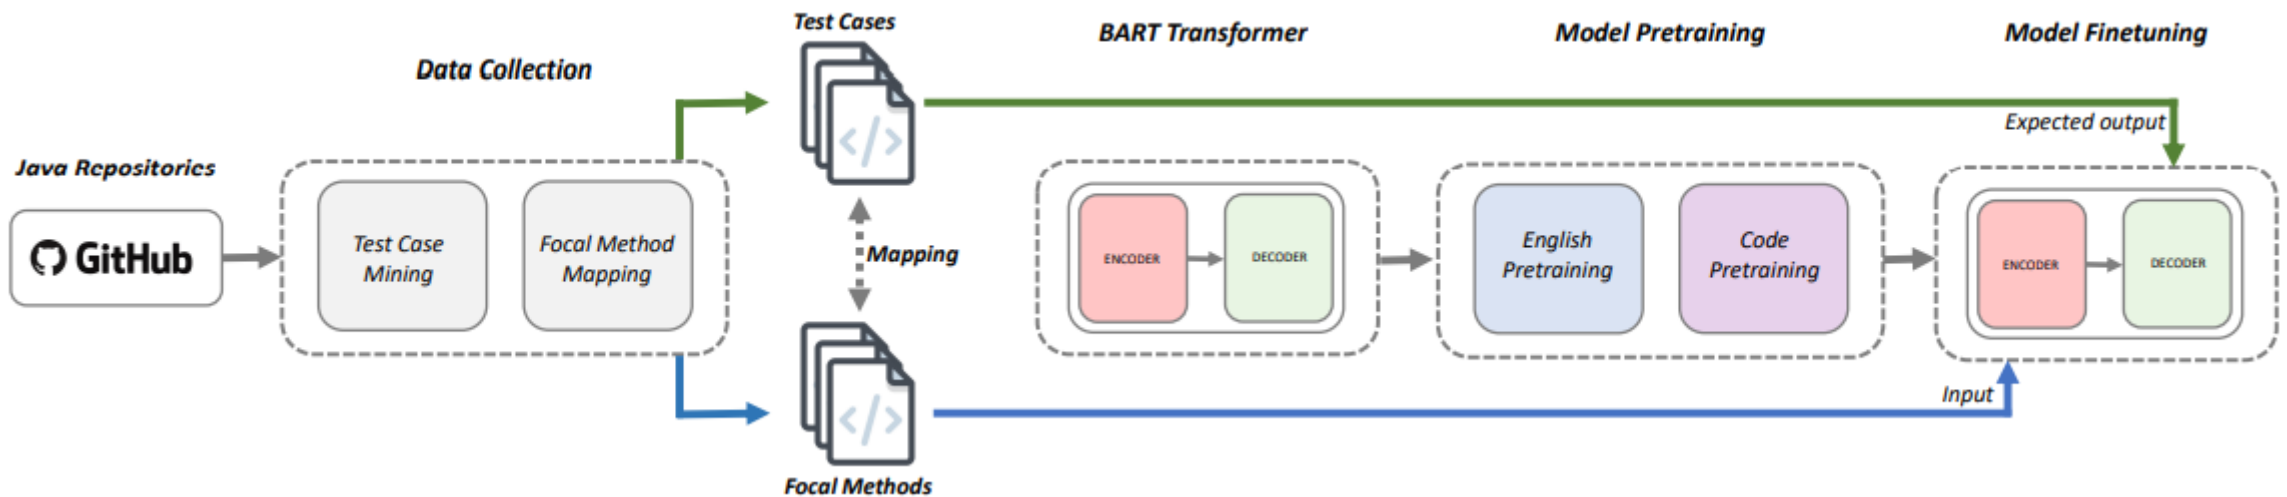 Test Cases
BART Transformer
Model Pretraining
Model Finetuning
Data Collection
Expected output
Java Repositories
GitHub
Test Case
Mining
Focal Method
Mapping
</>
Mapping
ENCODER
DECODER
English
Pretraining
Code
Pretraining
ENCODER
DECODER
Input
</>
Focal Methods